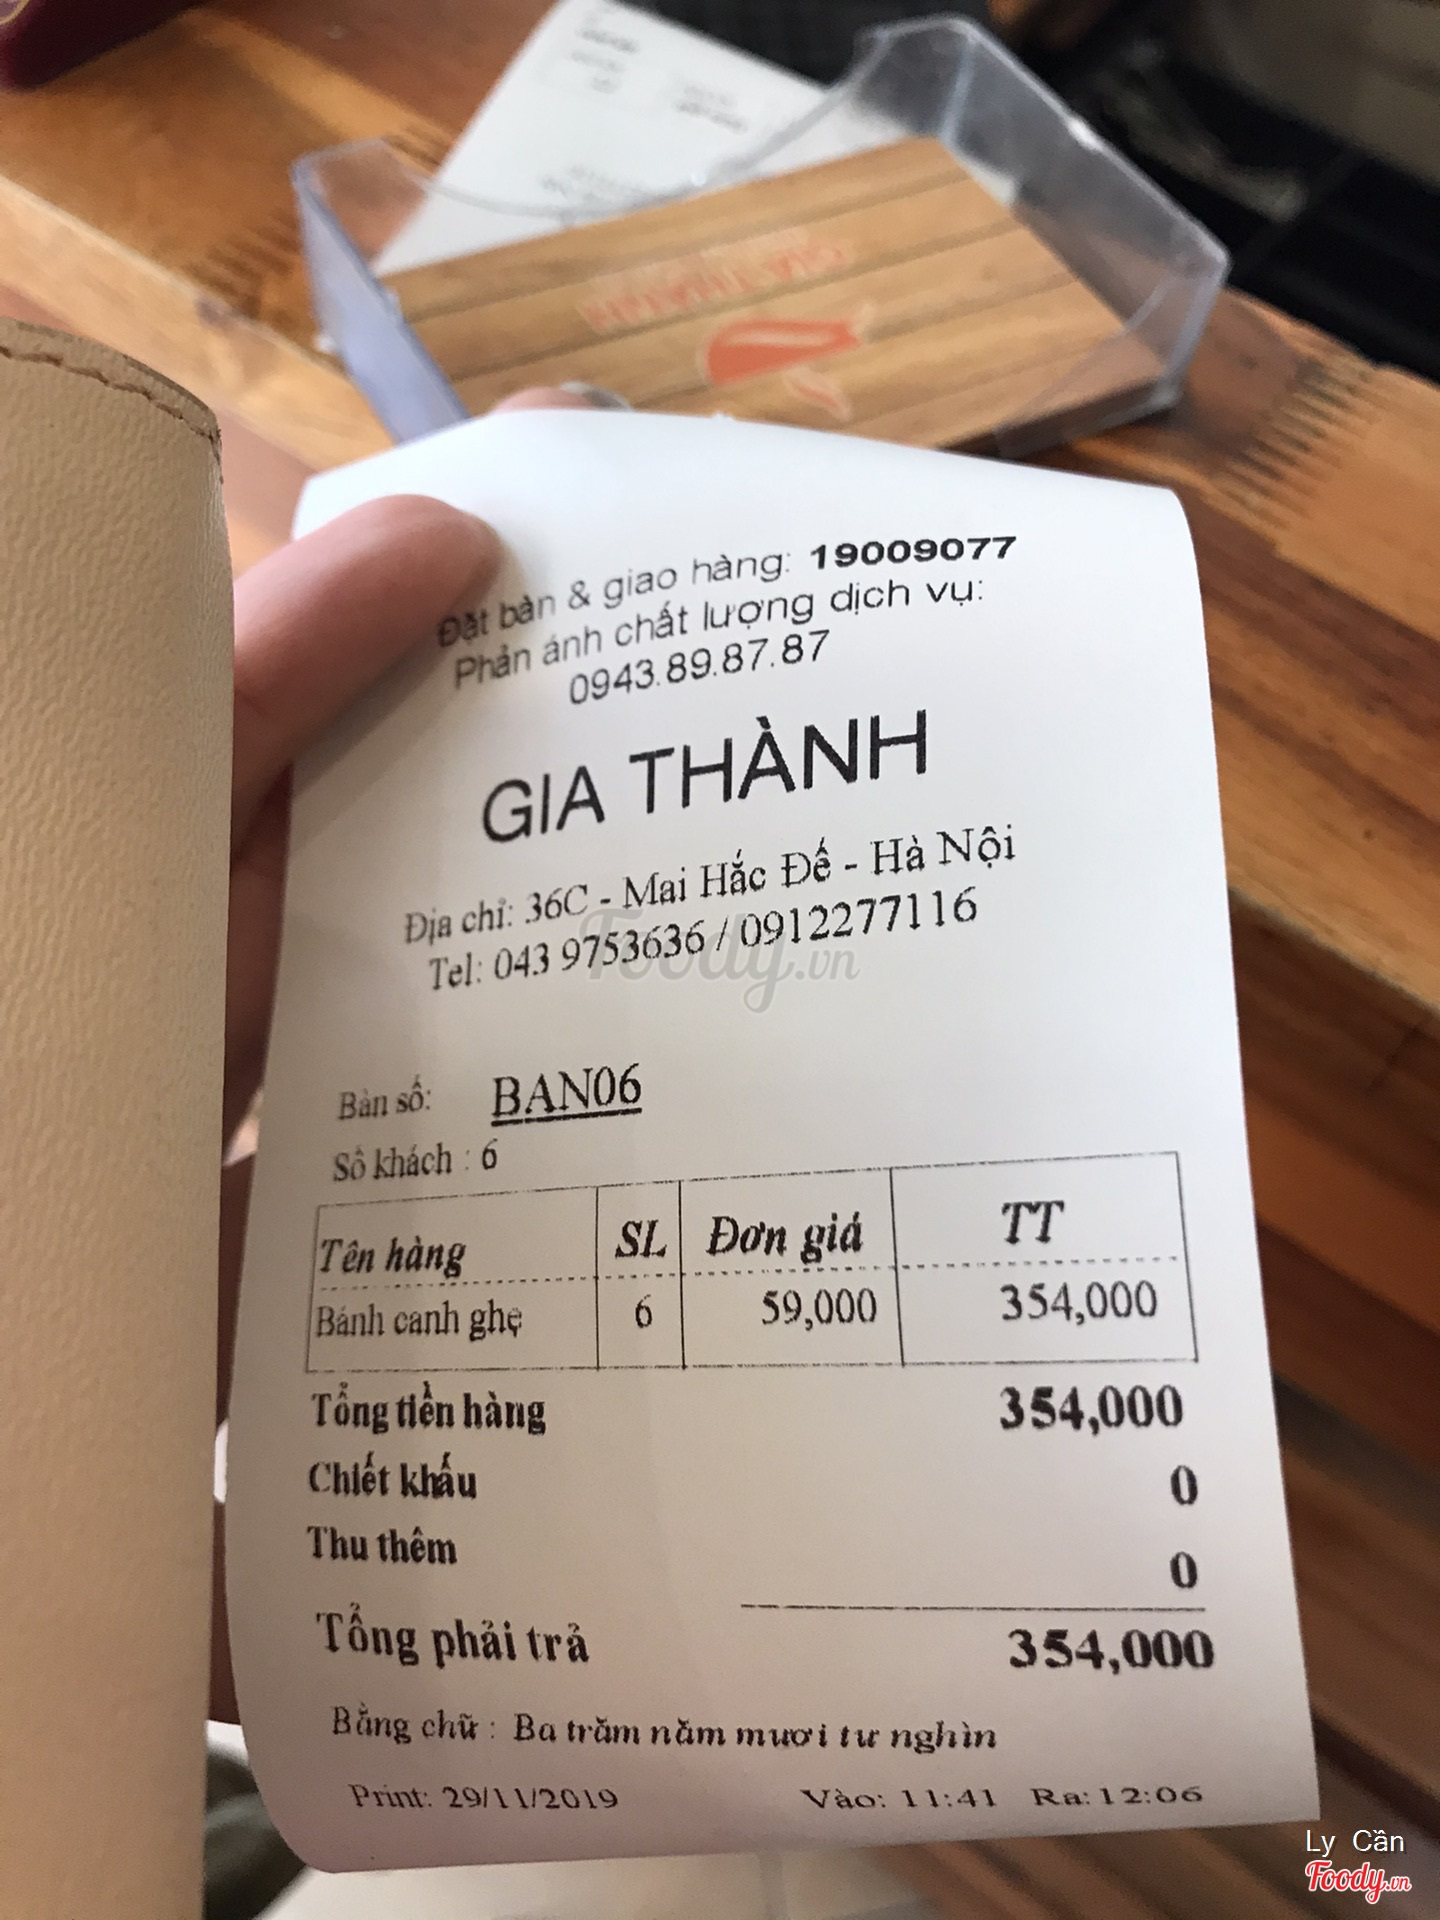 GIA THÀNH
Đặt bàn & giao hàng: 19009077
Phản ánh chất lượng dịch vụ:
0943.89.87.87
GIA THÀNH
Địa chỉ: 36C - Mai Hắc Đế - Hà Nội
Tel: 043 9753636 / 0912277116
Foody.vn
Bàn số: BAN06
Số khách : 6
Tên hàng SL Đơn giá TT
Bánh canh ghẹ 6 59,000 354,000
Tổng tiền hàng 354,000
Chiết khấu 0
Thu thêm 0
Tổng phải trả 354,000
Bằng chữ : Ba trăm năm mươi tư nghìn
Print: 29/11/2019 Vào: 11:41 Ra: 12:06
Ly Cần
Foody.vn